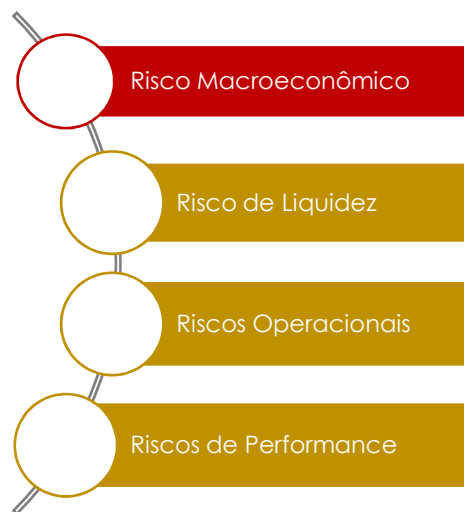 Risco Macroeconômico
Risco de Liquidez
Riscos Operacionais
Riscos de Performance